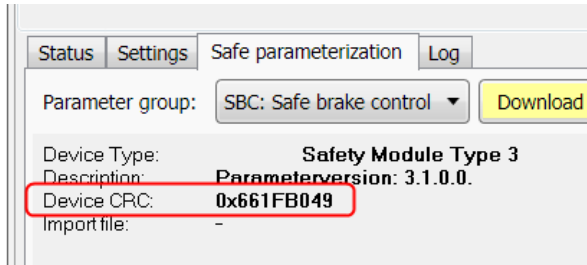 Status Settings Safe parameterization Log
Parameter group: SBC: Safe brake control Download
Device Type: Safety Module Type 3
Description: Parameterversion: 3.1.0.0.
Device CRC: 0x661FB049
Import file: -